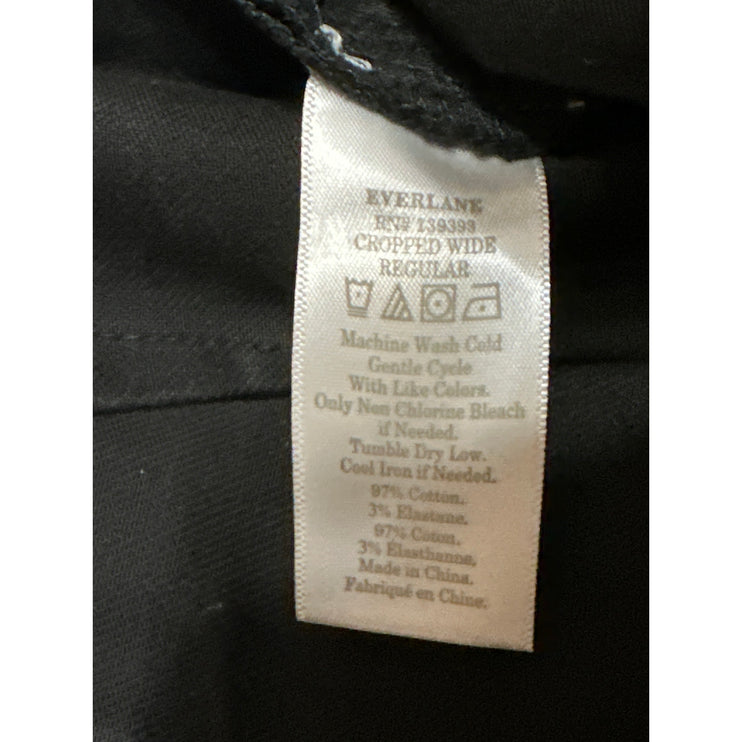 EVERLANE
RNº 139393
CROPPED WIDE
REGULAR
Machine Wash Cold
Gentle Cycle
With Like Colors.
Only Non Chlorine Bleach
if Needed.
Tumble Dry Low.
Cool Iron if Needed.
97% Cotton.
3% Elastane.
97% Coton.
3% Elasthanne.
Made in China.
Fabriqué en Chine.